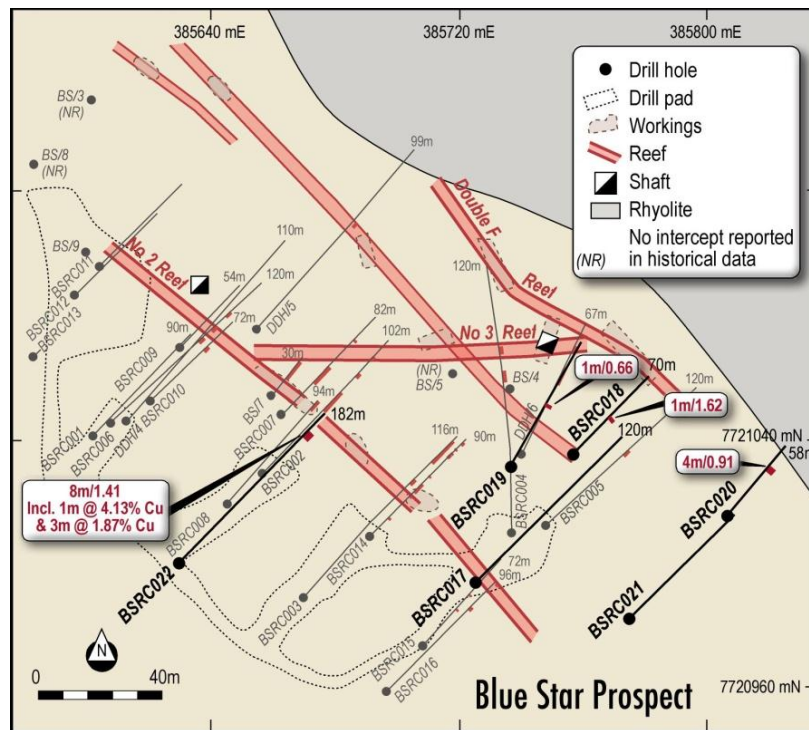 385640 mE
385720 mE
385800 mE
Drill hole
Drill pad
Workings
Reef
Shaft
Rhyolite
No intercept reported
(NR) in historical data
BS/3
(NR)
BS/8
(NR)
99m
Double F
Reef
120m
110m
54m
120m
No 2 Reef
BS/9
BSRC011
BSRC012
BSRC013
90m
72m
DDH/5
82m
102m
No 3 Reef
67m
(NR)
BS/5
BS/4
1m/0.66
70m
120m
1m/1.62
BSRC009
30m
BSRC001
BSRC006
DDH/4
BSRC010
BS/7
BSRC007
94m
182m
DDH/6
BSRC018
120m
7721040 mN
58m
4m/0.91
116m
90m
8m/1.41
Incl. 1m @ 4.13% Cu
& 3m @ 1.87% Cu
BSRC002
BSRC008
BSRC019
BSRC004
BSRC005
BSRC020
BSRC014
BSRC022
72m
96m
BSRC003
BSRC017
BSRC021
BSRC015
BSRC016
N
0
40m
Blue Star Prospect
7720960 mN